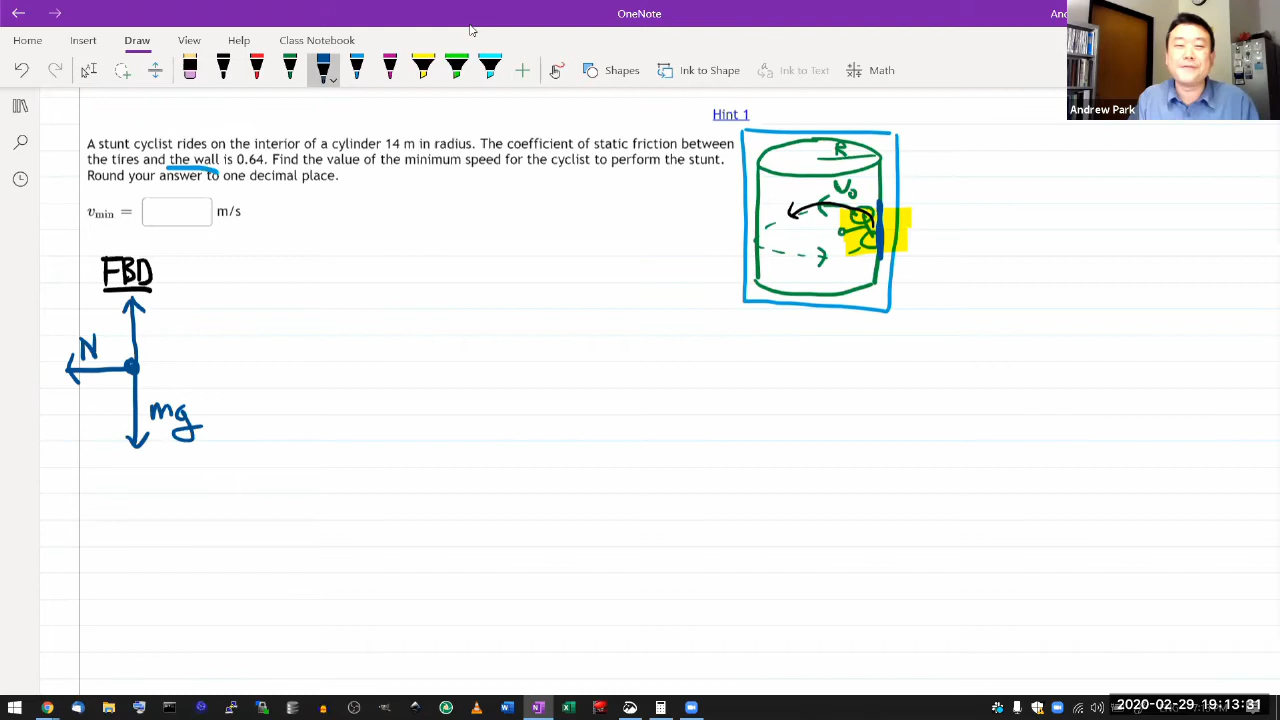 OneNote
An
Home Insert Draw View Help Class Notebook
Shapes Ink to Shape Ink to Text Math
Andrew Park
Hint 1
A stunt cyclist rides on the interior of a cylinder 14 m in radius. The coefficient of static friction between
the tires and the wall is 0.64. Find the value of the minimum speed for the cyclist to perform the stunt.
Round your answer to one decimal place.
vmin = m/s
R
V₀
FBD
N
mg
2020-02-29 19:13:31